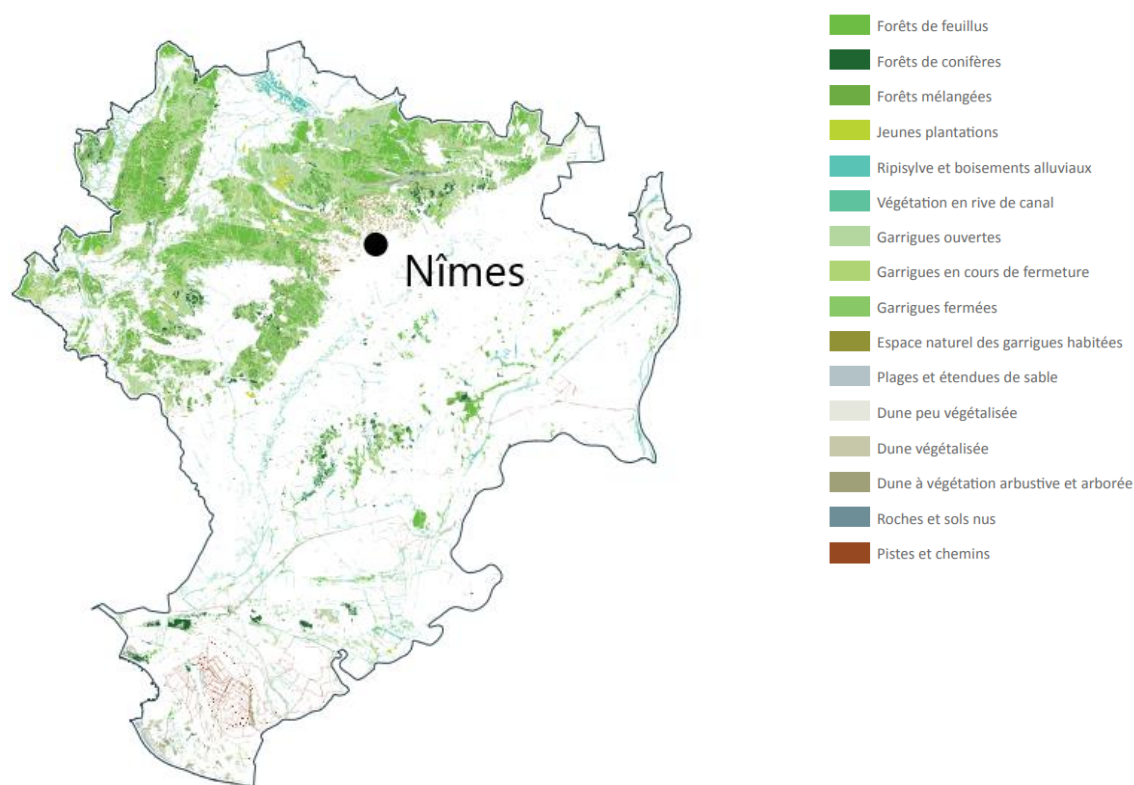 Forêts de feuillus
Forêts de conifères
Forêts mélangées
Jeunes plantations
Ripisylve et boisements alluviaux
Végétation en rive de canal
Garrigues ouvertes
Nîmes
Garrigues en cours de fermeture
Garrigues fermées
Espace naturel des garrigues habitées
Plages et étendues de sable
Dune peu végétalisée
Dune végétalisée
Dune à végétation arbustive et arborée
Roches et sols nus
Pistes et chemins